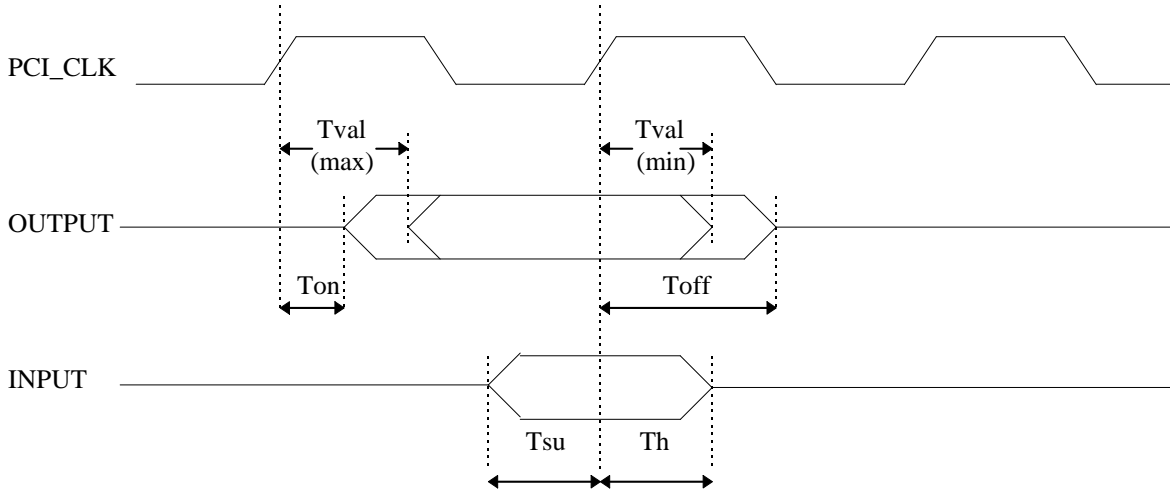 PCI_CLK
Tval
(max)
Tval
(min)
OUTPUT
Ton
Toff
INPUT
Tsu
Th